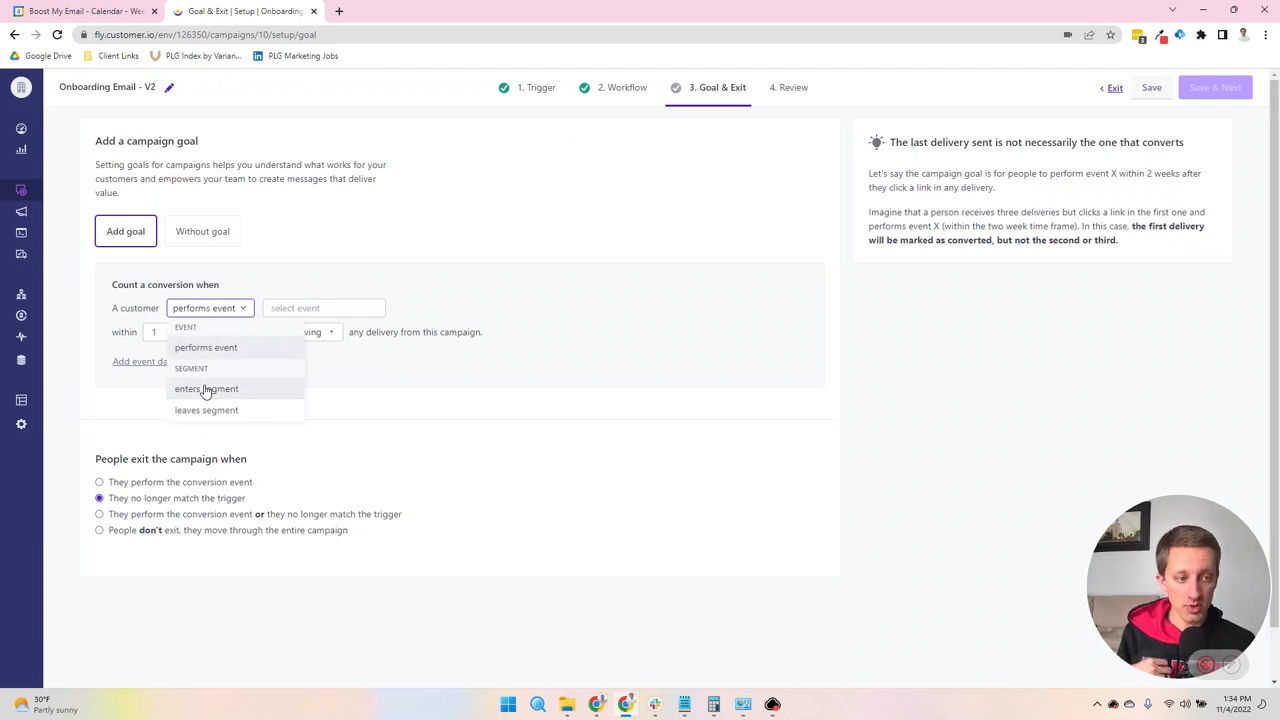 Boost My Email - Calendar - Wee
Goal & Exit | Setup | Onboarding
fly.customer.io/env/126350/campaigns/10/setup/goal
3
Google Drive
Client Links
PLG Implementation by Varian...
PLG Marketing Jobs
Onboarding Email - V2
1. Trigger
2. Workflow
3. Goal & Exit
4. Review
Exit
Save
Save & Next
Add a campaign goal
Setting goals for campaigns helps you understand what works for your
customers and empowers your team to create messages that deliver
value.
Add goal
Without goal
Count a conversion when
A customer
performs event
select event
within
1
ving
any delivery from this campaign.
Add event da
EVENT
performs event
SEGMENT
enters segment
leaves segment
People exit the campaign when
They perform the conversion event
They no longer match the trigger
They perform the conversion event or they no longer match the trigger
People don't exit, they move through the entire campaign
The last delivery sent is not necessarily the one that converts
Let's say the campaign goal is for people to perform event X within 2 weeks after
they click a link in any delivery.
Imagine that a person receives three deliveries but clicks a link in the first one and
performs event X (within the two week time frame). In this case, the first delivery
will be marked as converted, but not the second or third.
30°F
Partly sunny
1:34 PM
11/4/2022